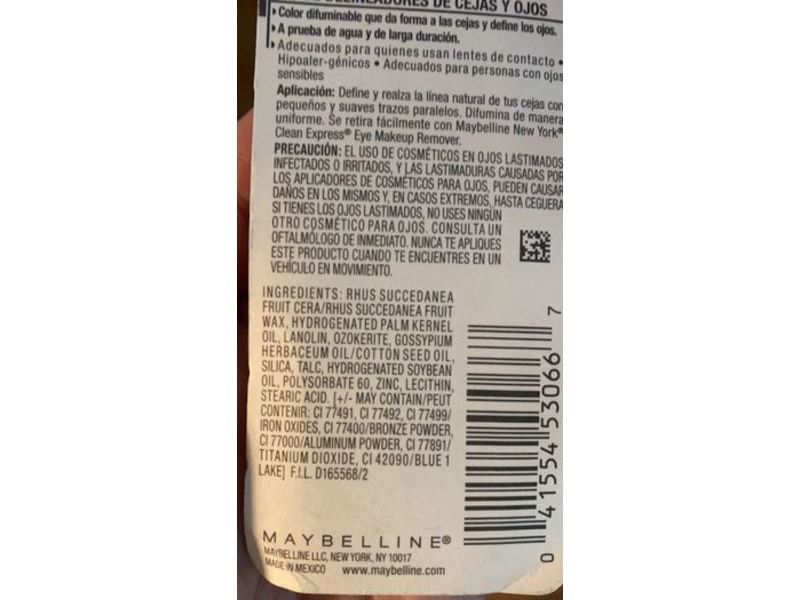 DELINEADORES DE CEJAS Y OJOS
• Color difuminable que da forma a las cejas y define los ojos.
• A prueba de agua y de larga duración.
• Adecuados para quienes usan lentes de contacto •
Hipoaler-génicos • Adecuados para personas con ojos
sensibles
Aplicación: Define y realza la línea natural de tus cejas con
pequeños y suaves trazos paralelos. Difumina de manera
uniforme. Se retira fácilmente con Maybelline New York®
Clean Express® Eye Makeup Remover.
PRECAUCIÓN: EL USO DE COSMÉTICOS EN OJOS LASTIMADOS
INFECTADOS O IRRITADOS, Y LAS LASTIMADURAS CAUSADAS POR
LOS APLICADORES DE COSMÉTICOS PARA OJOS, PUEDEN CAUSAR
DAÑOS EN LOS MISMOS Y, EN CASOS EXTREMOS, HASTA CEGUERA
SI TIENES LOS OJOS LASTIMADOS, NO USES NINGÚN
OTRO COSMÉTICO PARA OJOS. CONSULTA UN
OFTALMÓLOGO DE INMEDIATO. NUNCA TE APLIQUES
ESTE PRODUCTO CUANDO TE ENCUENTRES EN UN
VEHÍCULO EN MOVIMIENTO.
INGREDIENTS: RHUS SUCCEDANEA
FRUIT CERA/RHUS SUCCEDANEA FRUIT
WAX, HYDROGENATED PALM KERNEL
OIL, LANOLIN, OZOKERITE, GOSSYPIUM
HERBACEUM OIL/COTTON SEED OIL,
SILICA, TALC, HYDROGENATED SOYBEAN
OIL, POLYSORBATE 60, ZINC, LECITHIN,
STEARIC ACID. [+/- MAY CONTAIN/PEUT
CONTENIR: CI 77491, CI 77492, CI 77499/
IRON OXIDES, CI 77400/BRONZE POWDER,
CI 77000/ALUMINUM POWDER, CI 77891/
TITANIUM DIOXIDE, CI 42090/BLUE 1
LAKE] F.I.L. D165568/2
0 41554 53066 7
MAYBELLINE®
MAYBELLINE LLC, NEW YORK, NY 10017
MADE IN MEXICO www.maybelline.com